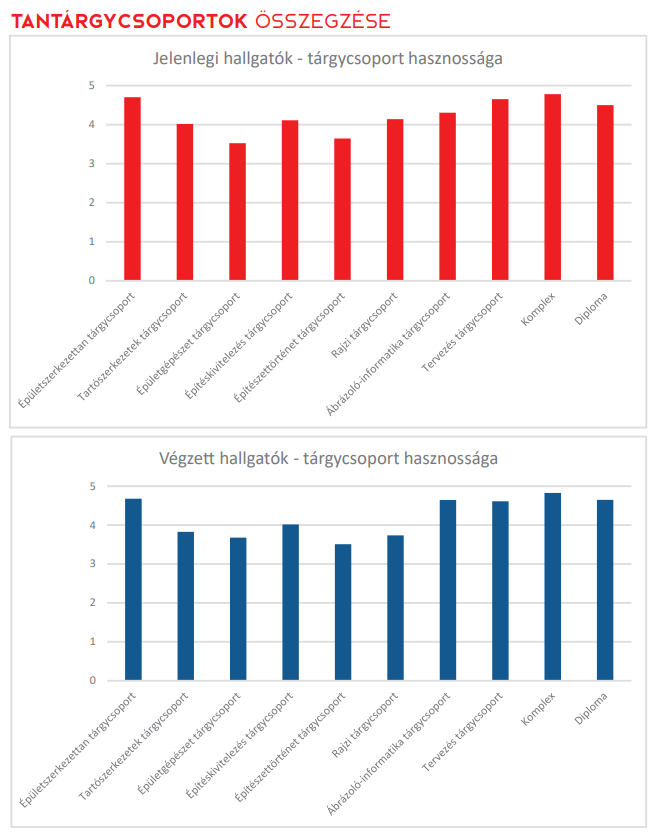 TANTÁRGYCSOPORTOK ÖSSZEGZÉSE
Jelenlegi hallgatók - tárgycsoport hasznossága
5
4
3
2
1
0
Épületszerkezettan tárgycsoport
Tartószerkezetek tárgycsoport
Épületgépészet tárgycsoport
Építéskivitelezés tárgycsoport
Építészettörténet tárgycsoport
Rajzi tárgycsoport
Ábrázoló-informatika tárgycsoport
Tervezés tárgycsoport
Komplex
Diploma
Végzett hallgatók - tárgycsoport hasznossága
5
4
3
2
1
0
Épületszerkezettan tárgycsoport
Tartószerkezetek tárgycsoport
Épületgépészet tárgycsoport
Építéskivitelezés tárgycsoport
Építészettörténet tárgycsoport
Rajzi tárgycsoport
Ábrázoló-informatika tárgycsoport
Tervezés tárgycsoport
Komplex
Diploma